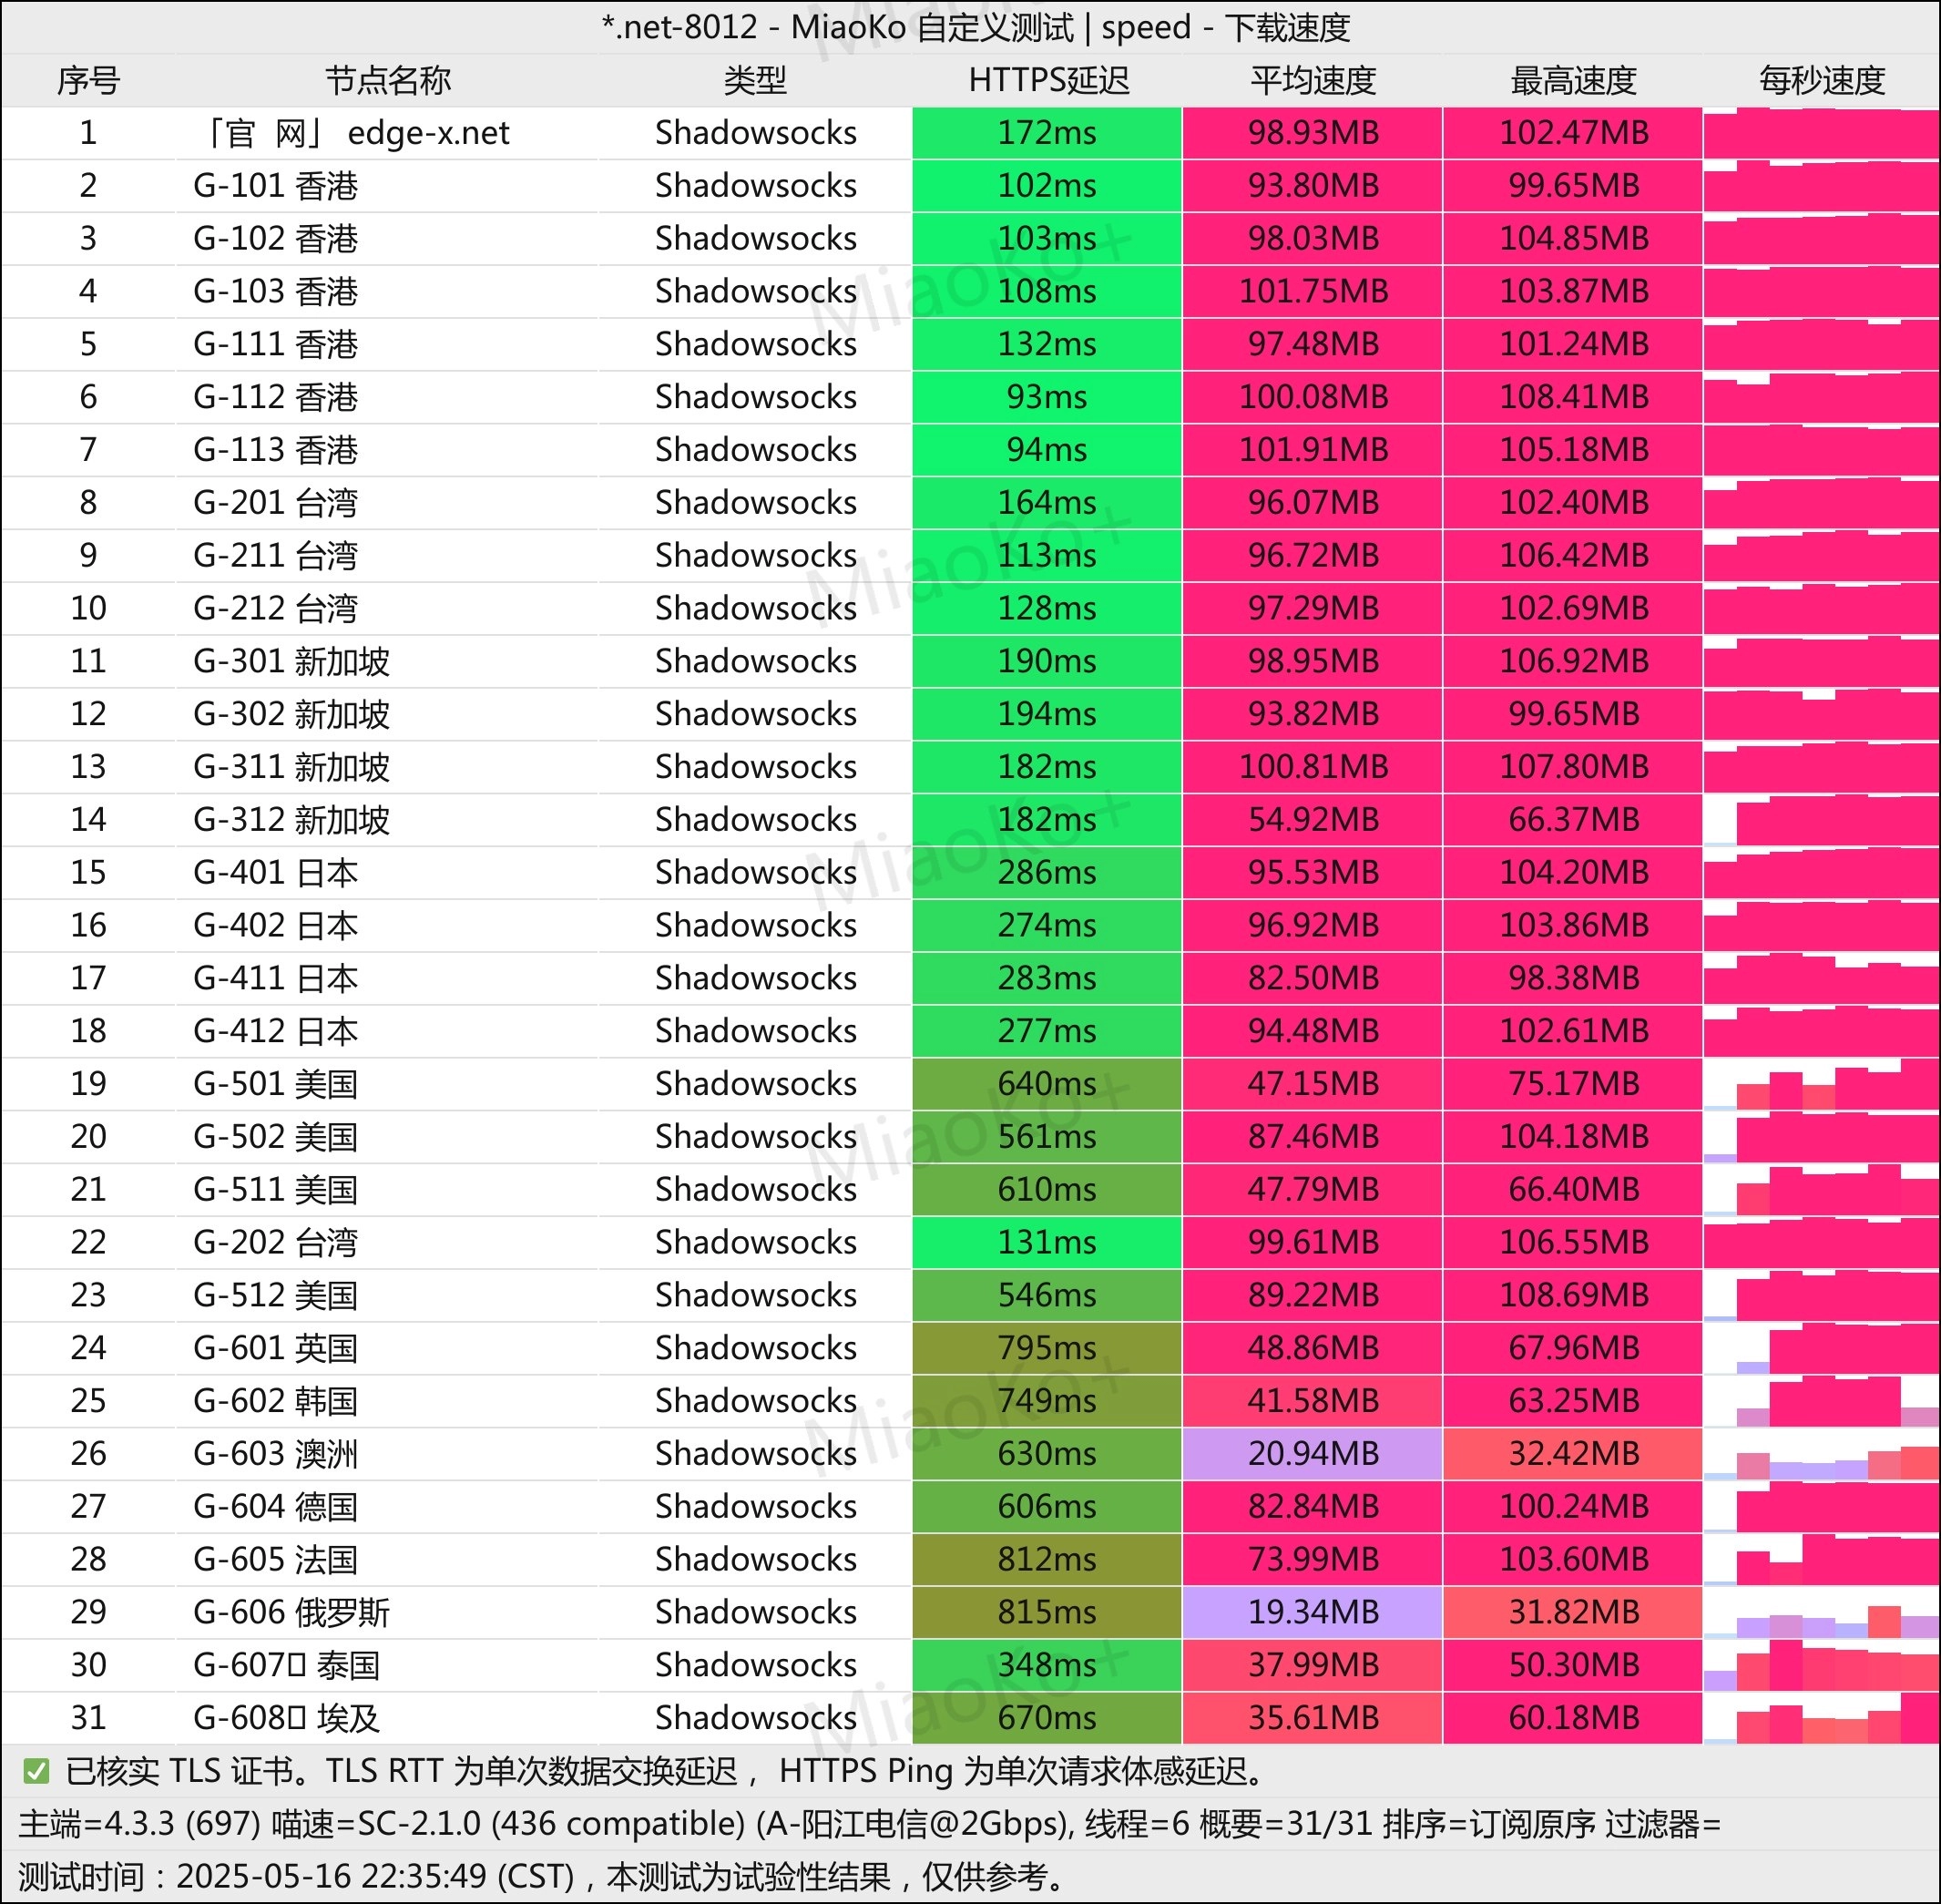 *.net-8012 - MiaoKo 自定义测试 | speed - 下载速度
序号 节点名称 类型 HTTPS延迟 平均速度 最高速度 每秒速度
1 「官 网」 edge-x.net Shadowsocks 172ms 98.93MB 102.47MB
2 G-101 香港 Shadowsocks 102ms 93.80MB 99.65MB
3 G-102 香港 Shadowsocks 103ms 98.03MB 104.85MB
4 G-103 香港 Shadowsocks 108ms 101.75MB 103.87MB
5 G-111 香港 Shadowsocks 132ms 97.48MB 101.24MB
6 G-112 香港 Shadowsocks 93ms 100.08MB 108.41MB
7 G-113 香港 Shadowsocks 94ms 101.91MB 105.18MB
8 G-201 台湾 Shadowsocks 164ms 96.07MB 102.40MB
9 G-211 台湾 Shadowsocks 113ms 96.72MB 106.42MB
10 G-212 台湾 Shadowsocks 128ms 97.29MB 102.69MB
11 G-301 新加坡 Shadowsocks 190ms 98.95MB 106.92MB
12 G-302 新加坡 Shadowsocks 194ms 93.82MB 99.65MB
13 G-311 新加坡 Shadowsocks 182ms 100.81MB 107.80MB
14 G-312 新加坡 Shadowsocks 182ms 54.92MB 66.37MB
15 G-401 日本 Shadowsocks 286ms 95.53MB 104.20MB
16 G-402 日本 Shadowsocks 274ms 96.92MB 103.86MB
17 G-411 日本 Shadowsocks 283ms 82.50MB 98.38MB
18 G-412 日本 Shadowsocks 277ms 94.48MB 102.61MB
19 G-501 美国 Shadowsocks 640ms 47.15MB 75.17MB
20 G-502 美国 Shadowsocks 561ms 87.46MB 104.18MB
21 G-511 美国 Shadowsocks 610ms 47.79MB 66.40MB
22 G-202 台湾 Shadowsocks 131ms 99.61MB 106.55MB
23 G-512 美国 Shadowsocks 546ms 89.22MB 108.69MB
24 G-601 英国 Shadowsocks 795ms 48.86MB 67.96MB
25 G-602 韩国 Shadowsocks 749ms 41.58MB 63.25MB
26 G-603 澳洲 Shadowsocks 630ms 20.94MB 32.42MB
27 G-604 德国 Shadowsocks 606ms 82.84MB 100.24MB
28 G-605 法国 Shadowsocks 812ms 73.99MB 103.60MB
29 G-606 俄罗斯 Shadowsocks 815ms 19.34MB 31.82MB
30 G-607 泰国 Shadowsocks 348ms 37.99MB 50.30MB
31 G-608 埃及 Shadowsocks 670ms 35.61MB 60.18MB
✅ 已核实 TLS 证书。TLS RTT 为单次数据交换延迟， HTTPS Ping 为单次请求体感延迟。
主端=4.3.3 (697) 喵速=SC-2.1.0 (436 compatible) (A-阳江电信@2Gbps), 线程=6 概要=31/31 排序=订阅原序 过滤器=
测试时间：2025-05-16 22:35:49 (CST)，本测试为试验性结果，仅供参考。
MiaoKo+
MiaoKo+
MiaoKo+
MiaoKo+
MiaoKo+
MiaoKo+